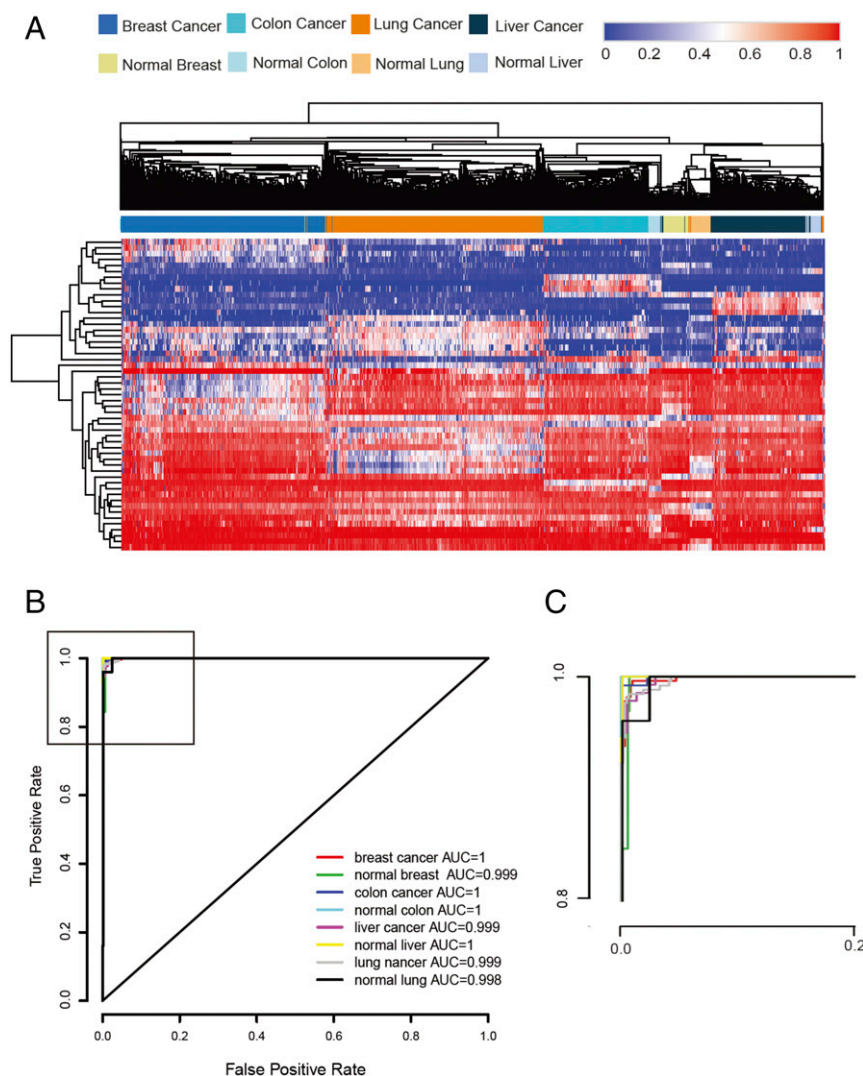 A
Breast Cancer Colon Cancer Lung Cancer Liver Cancer
Normal Breast Normal Colon Normal Lung Normal Liver
0 0.2 0.4 0.6 0.8 1
B
C
True Positive Rate
1.0
0.8
0.6
0.4
0.2
0.0
breast cancer AUC=1
normal breast AUC=0.999
colon cancer AUC=1
normal colon AUC=1
liver cancer AUC=0.999
normal liver AUC=1
lung nancer AUC=0.999
normal lung AUC=0.998
0.0 0.2 0.4 0.6 0.8 1.0
False Positive Rate
1.0
0.8
0.0 0.2